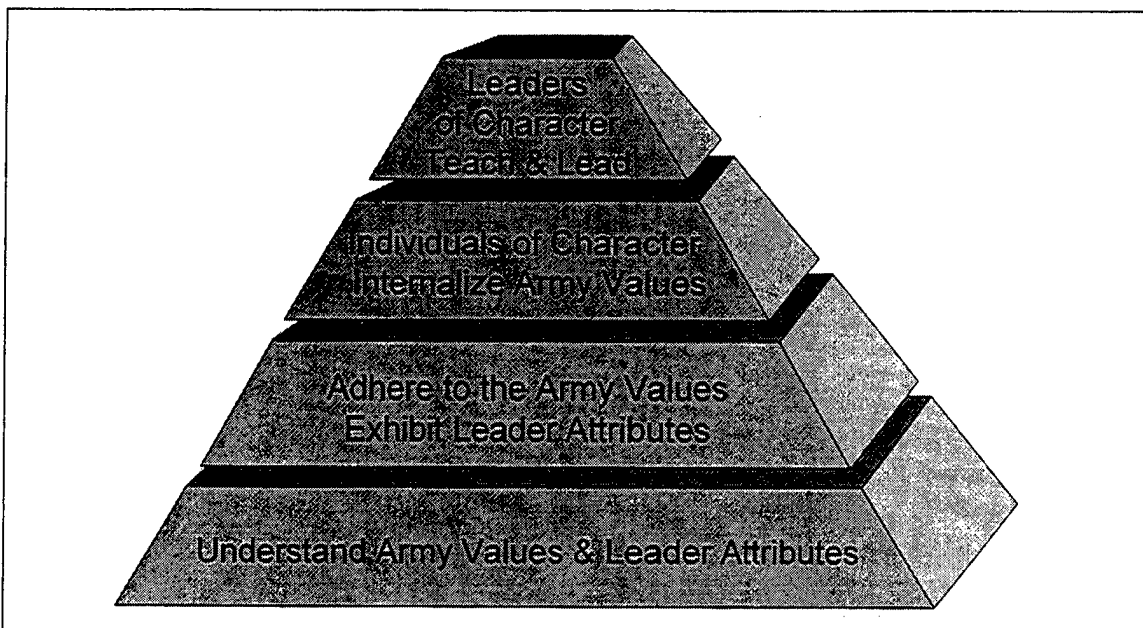 Leaders
of Character
Teach & Lead
Individuals of Character
Internalize Army Values
Adhere to the Army Values
Exhibit Leader Attributes
Understand Army Values & Leader Attributes